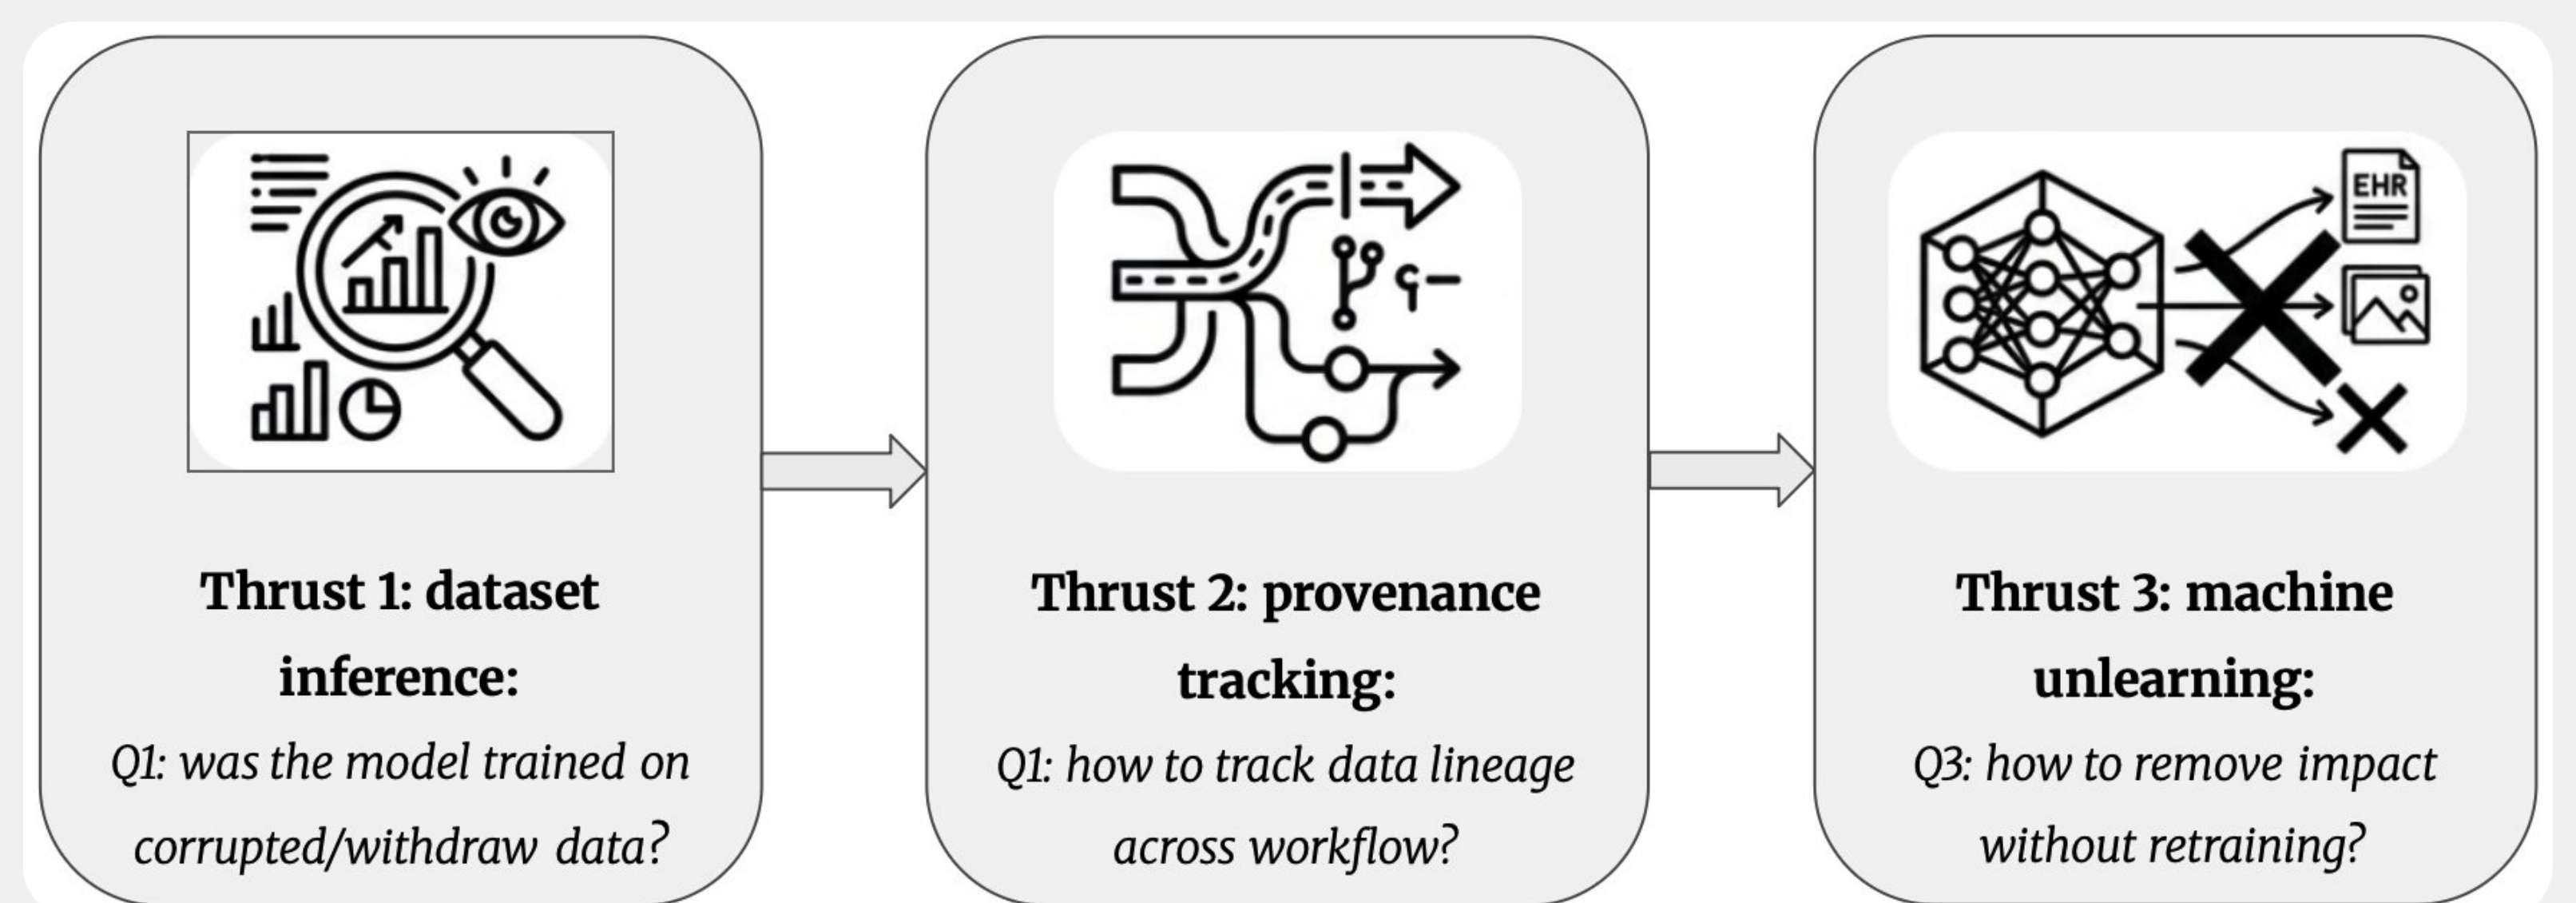 EHR
Thrust 1: dataset
inference:
Q1: was the model trained on
corrupted/withdraw data?
Thrust 2: provenance
tracking:
Q1: how to track data lineage
across workflow?
Thrust 3: machine
unlearning:
Q3: how to remove impact
without retraining?